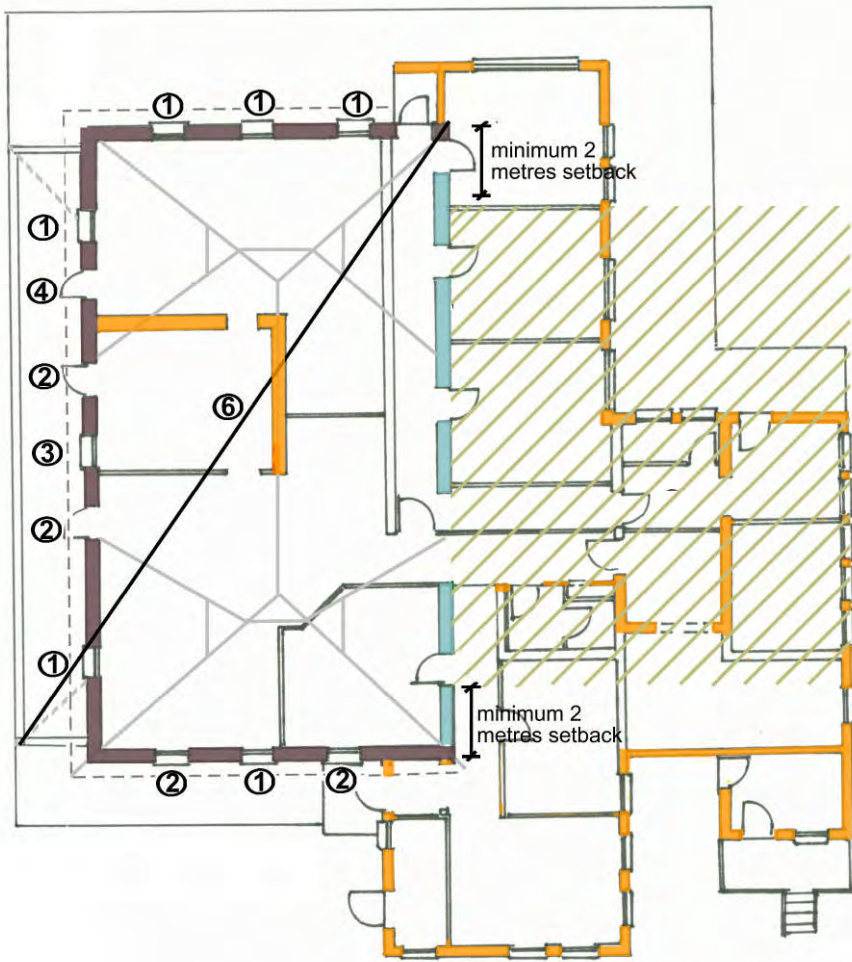 ① ① ①
minimum 2
metres setback
①
④
②
⑥
③
②
①
minimum 2
metres setback
② ① ②